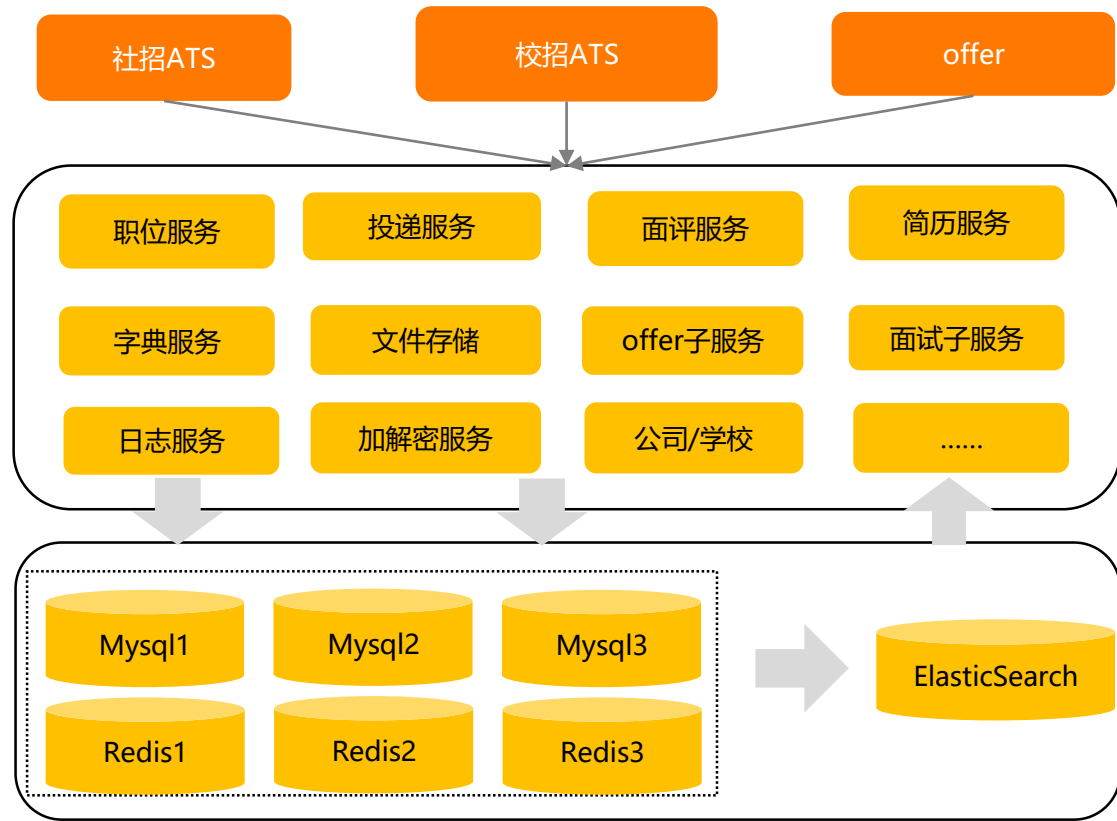 社招ATS
校招ATS
offer
职位服务
投递服务
面评服务
简历服务
字典服务
文件存储
offer子服务
面试子服务
日志服务
加解密服务
公司/学校
......
Mysql1
Mysql2
Mysql3
ElasticSearch
Redis1
Redis2
Redis3